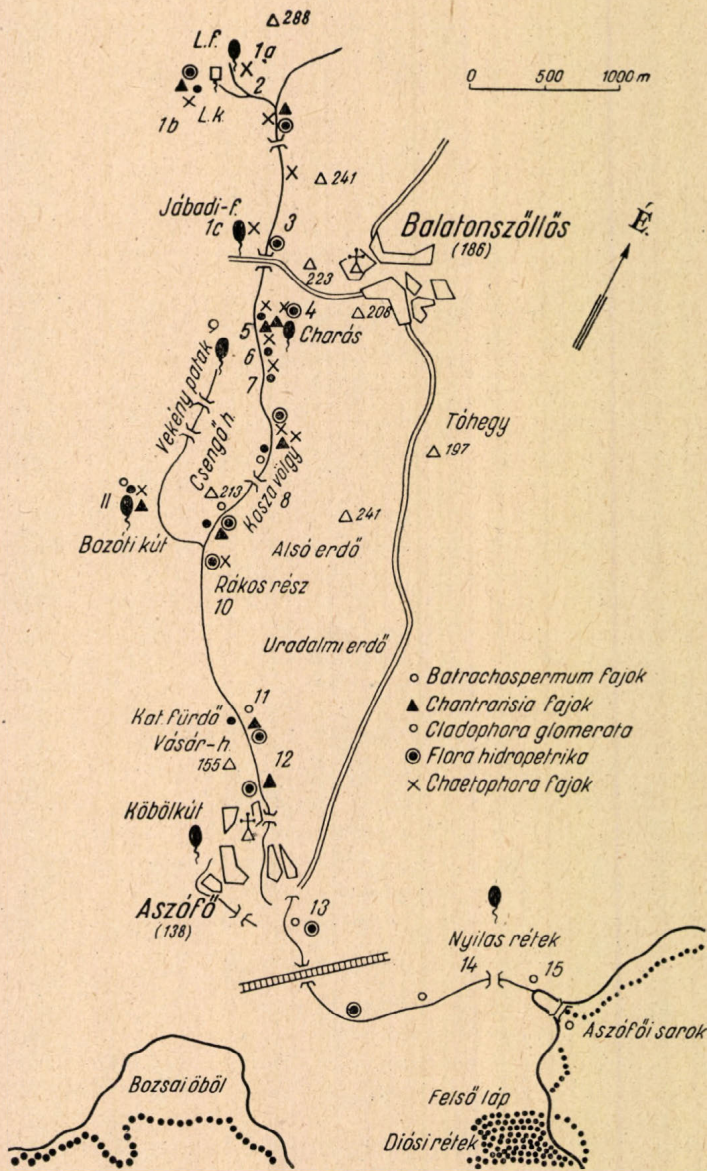 288
L.f.
1a
2
1b
L.k.
0 500 1000 m
241
Jábadi-f.
1c
3
É.
Balatonszőllős
(186)
223
208
4
5
Charás
6
7
Vekény patak
Csengő h.
Tóhegy
197
213
Kosza völgy
8
241
II
Bozóti kút
Alsó erdő
Rákos rész
10
Uradalmi erdő
Batrachospermum fajok
Chantransia fajok
Cladophora glomerata
Flora hidropetrika
Chaetophora fajok
11
Kat. fürdő
Vásár-h.
155
12
Köbölkút
Aszófő
(138)
13
Nyilas rétek
14
15
Aszófői sarok
Bozsai öböl
Felső láp
Diósi rétek